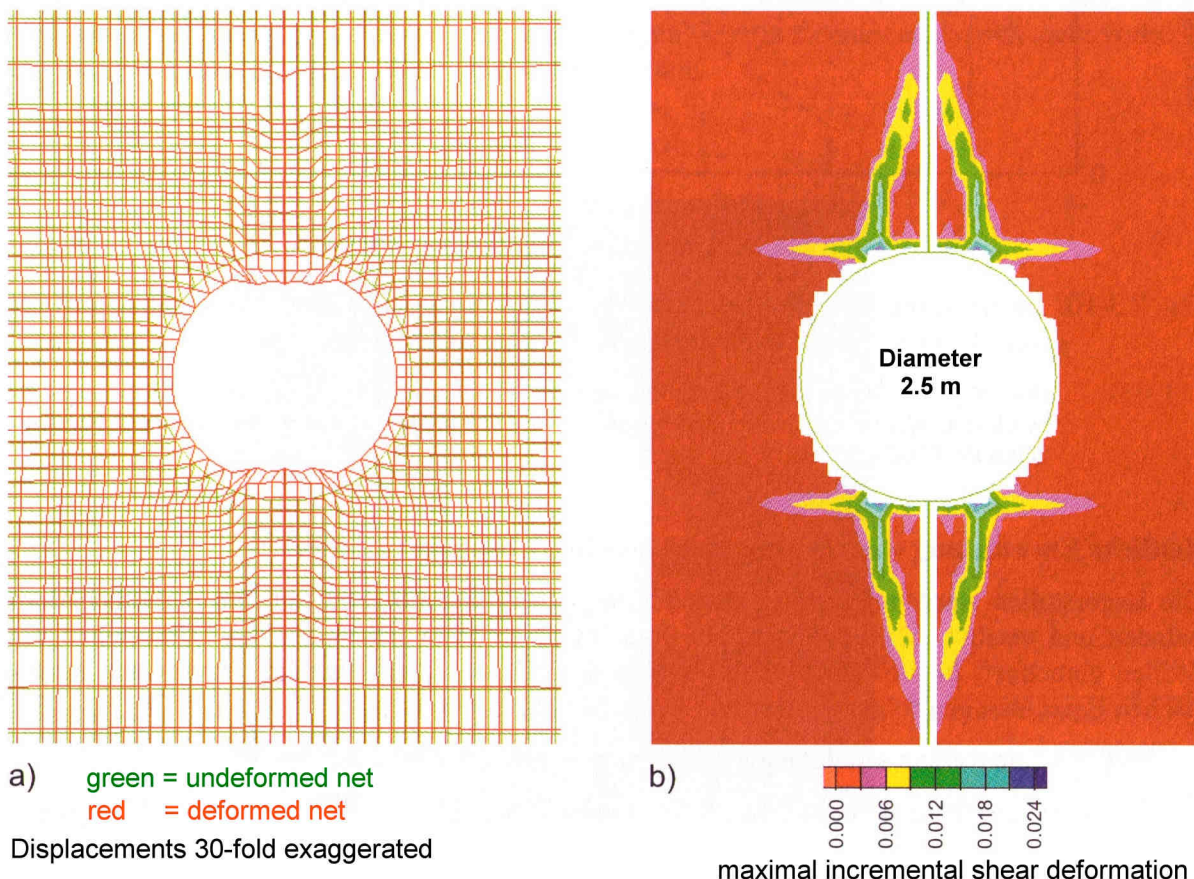 Diameter
2.5 m
a)
green = undeformed net
red = deformed net
Displacements 30-fold exaggerated
b)
0.000
0.006
0.012
0.018
0.024
maximal incremental shear deformation